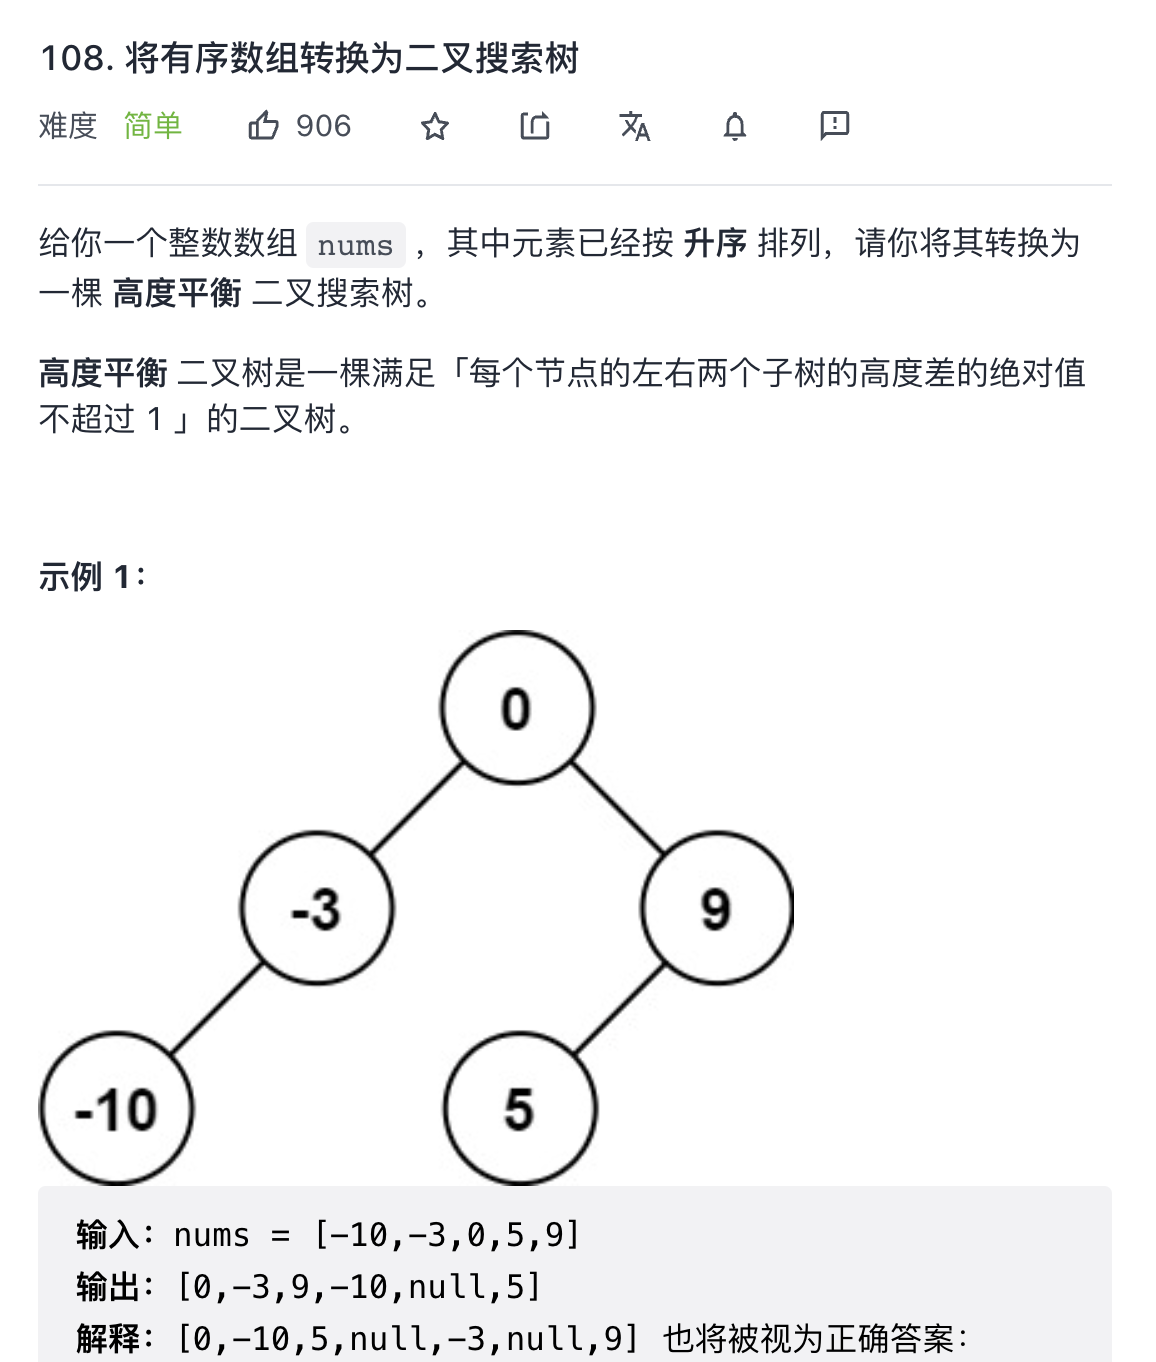 108. 将有序数组转换为二叉搜索树
难度 简单 906
给你一个整数数组 nums ，其中元素已经按 升序 排列，请你将其转换为
一棵 高度平衡 二叉搜索树。
高度平衡 二叉树是一棵满足「每个节点的左右两个子树的高度差的绝对值
不超过 1 」的二叉树。
示例 1：
0
-3 9
-10 5
输入：nums = [-10,-3,0,5,9]
输出：[0,-3,9,-10,null,5]
解释：[0,-10,5,null,-3,null,9] 也将被视为正确答案：